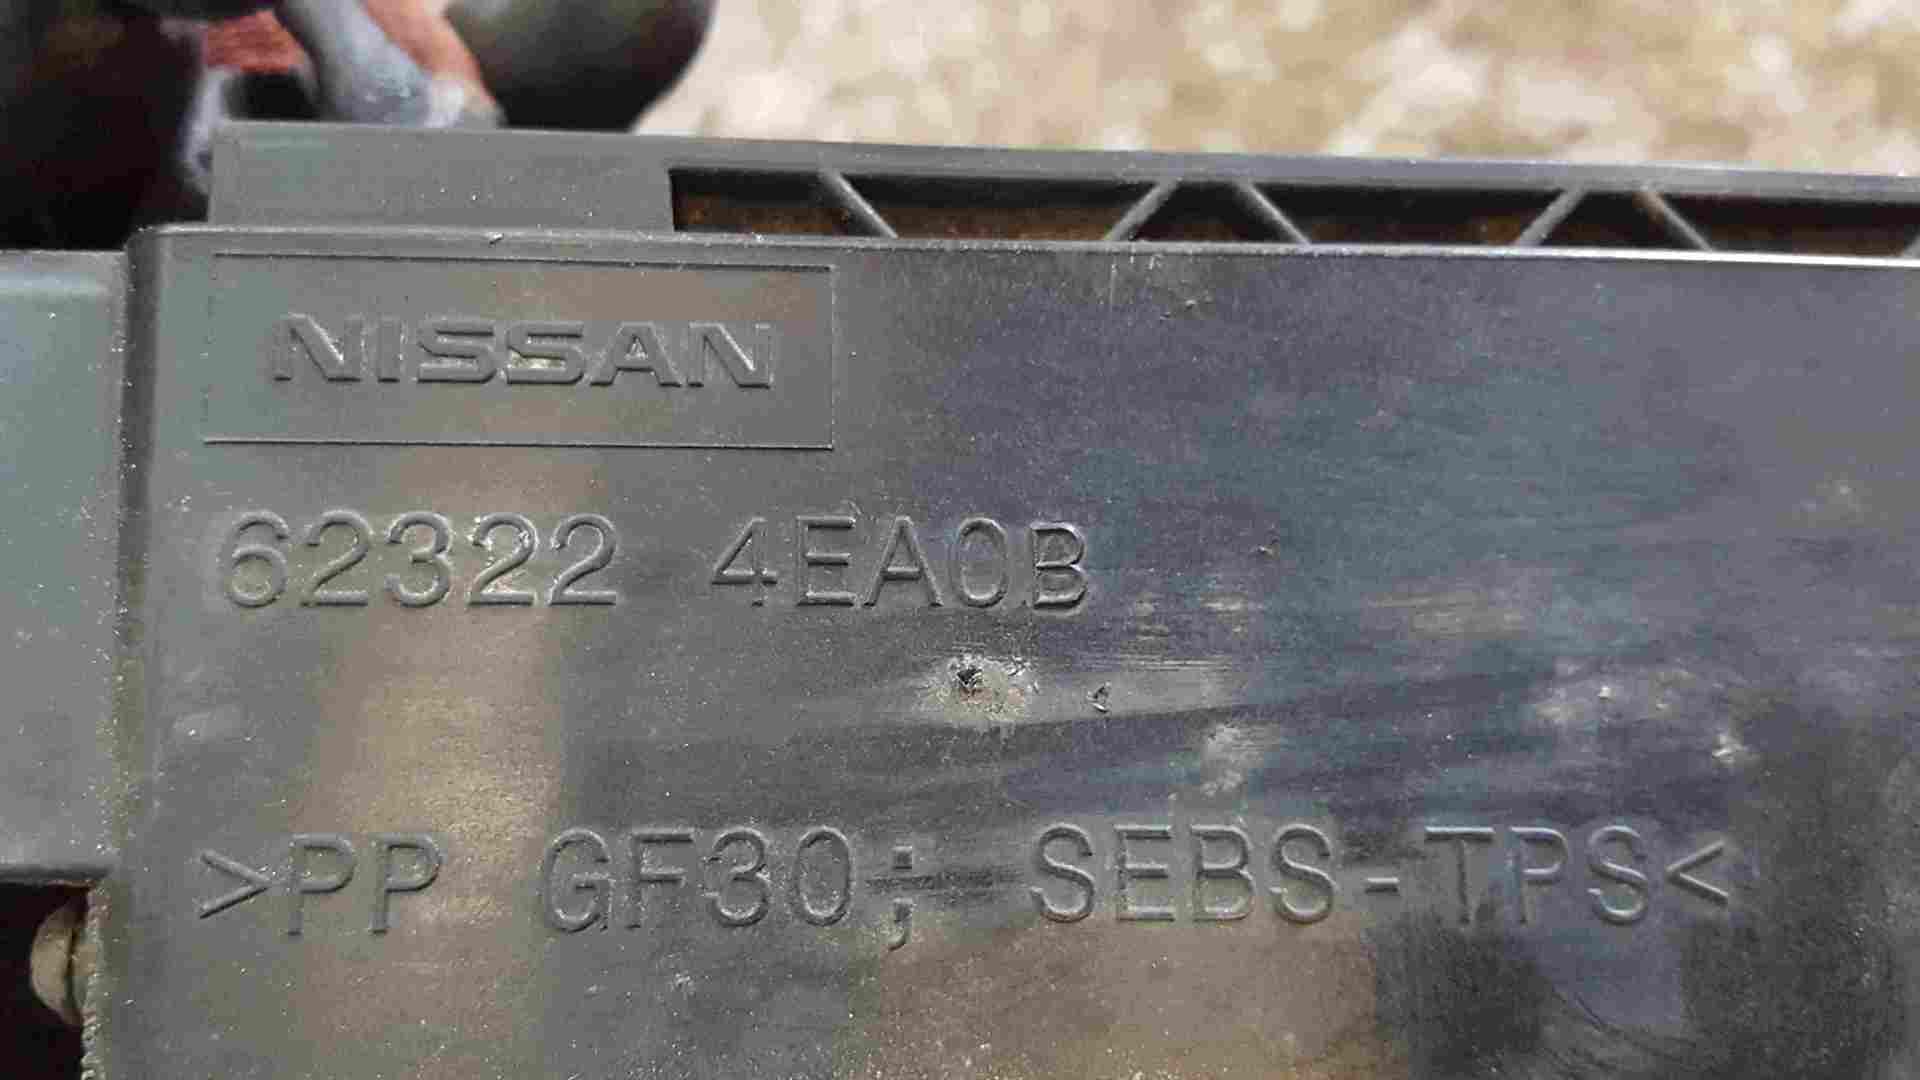 NISSAN
62322 4EA0B
>PP GF30; SEBS-TPS<